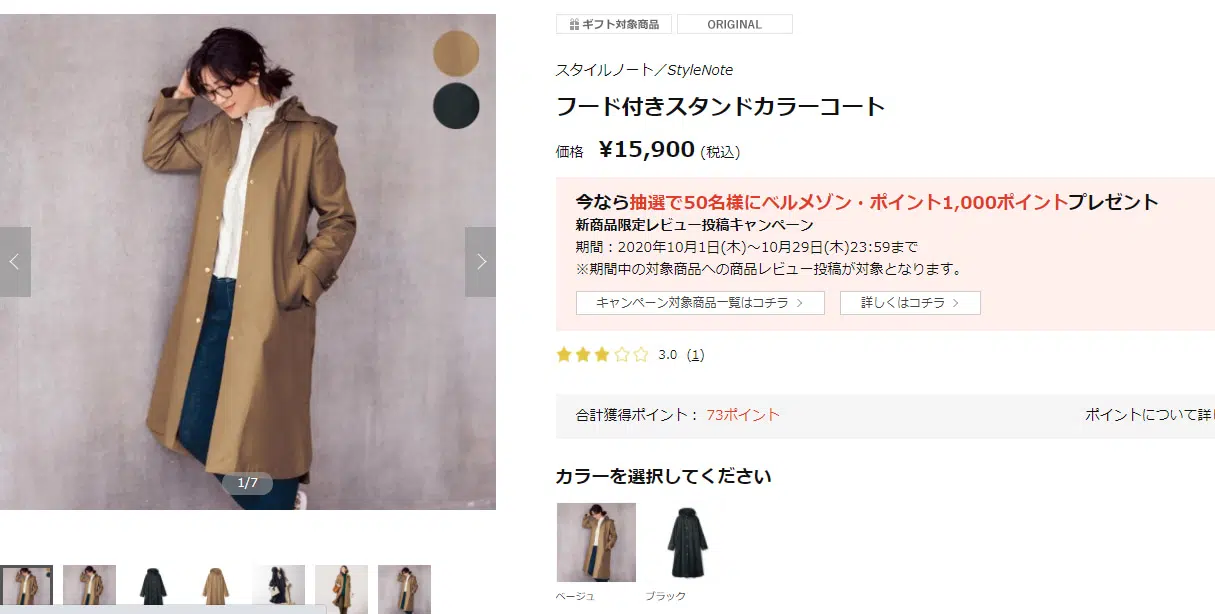 ギフト対象商品 ORIGINAL
スタイルノート／StyleNote
フード付きスタンドカラーコート
価格 ¥15,900 (税込)
今なら抽選で50名様にベルメゾン・ポイント1,000ポイントプレゼント
新商品限定レビュー投稿キャンペーン
期間：2020年10月1日(木)～10月29日(木)23:59まで
※期間中の対象商品への商品レビュー投稿が対象となります。
キャンペーン対象商品一覧はコチラ 詳しくはコチラ
3.0 (1)
合計獲得ポイント： 73ポイント ポイントについて詳し
カラーを選択してください
1/7
ベージュ ブラック